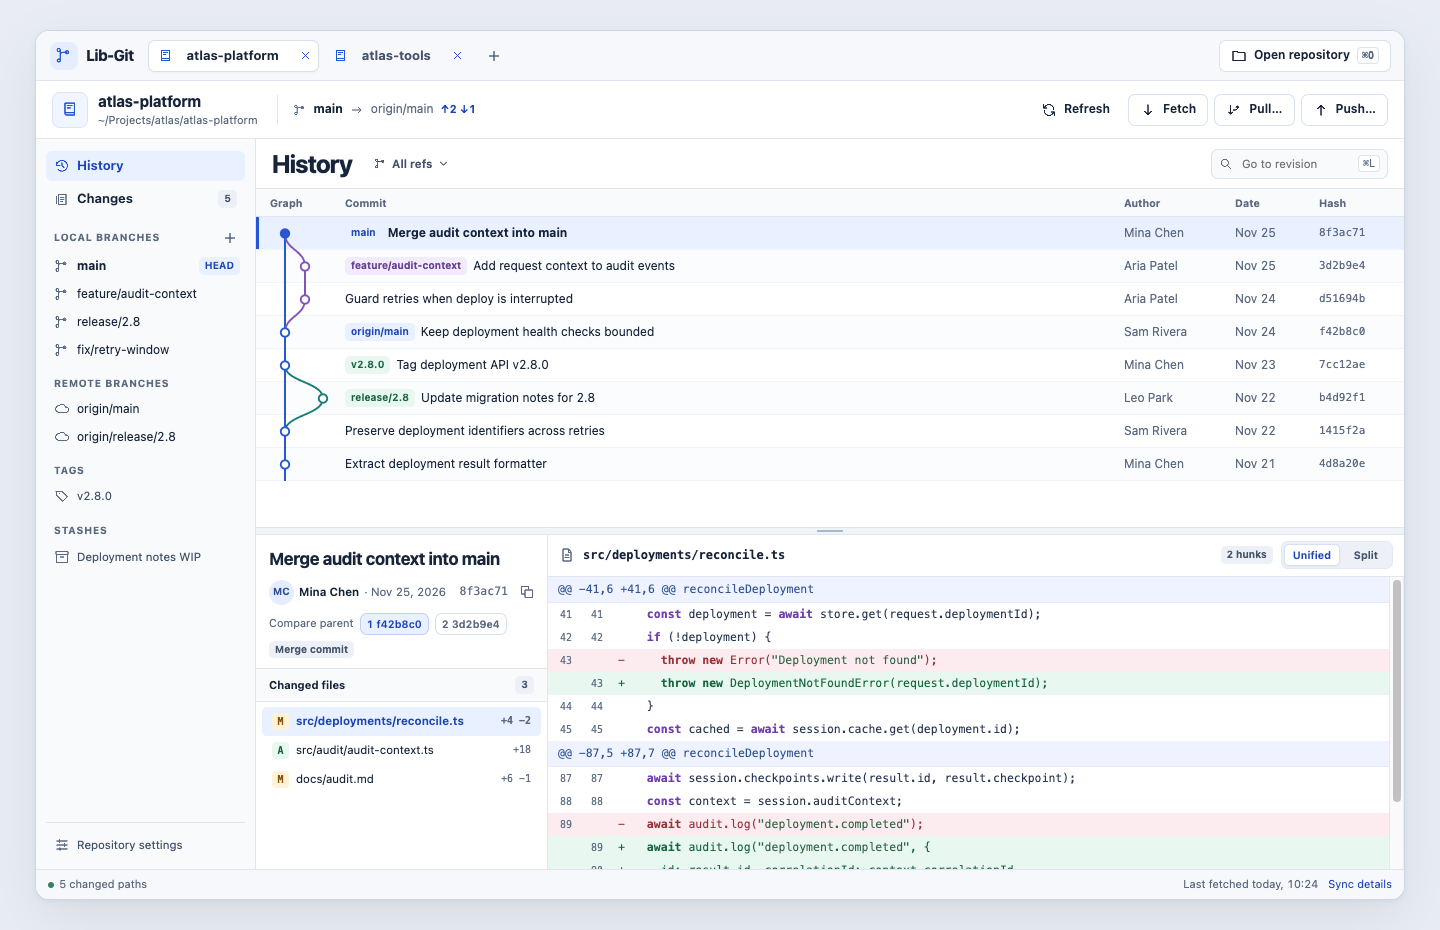 Lib-Git
atlas-platform
atlas-tools
Open repository ⌘O
atlas-platform
~/Projects/atlas/atlas-platform
main → origin/main ↑2 ↓1
Refresh
Fetch
Pull...
Push...
History
Changes 5
LOCAL BRANCHES
main HEAD
feature/audit-context
release/2.8
fix/retry-window
REMOTE BRANCHES
origin/main
origin/release/2.8
TAGS
v2.8.0
STASHES
Deployment notes WIP
Repository settings
History
All refs
Go to revision ⌘L
Graph Commit Author Date Hash
main Merge audit context into main Mina Chen Nov 25 8f3ac71
feature/audit-context Add request context to audit events Aria Patel Nov 25 3d2b9e4
Guard retries when deploy is interrupted Aria Patel Nov 24 d51694b
origin/main Keep deployment health checks bounded Sam Rivera Nov 24 f42b8c0
v2.8.0 Tag deployment API v2.8.0 Mina Chen Nov 23 7cc12ae
release/2.8 Update migration notes for 2.8 Leo Park Nov 22 b4d92f1
Preserve deployment identifiers across retries Sam Rivera Nov 22 1415f2a
Extract deployment result formatter Mina Chen Nov 21 4d8a20e
Merge audit context into main
MC Mina Chen · Nov 25, 2026 8f3ac71
Compare parent 1 f42b8c0 2 3d2b9e4
Merge commit
Changed files 3
M src/deployments/reconcile.ts +4 −2
A src/audit/audit-context.ts +18
M docs/audit.md +6 −1
src/deployments/reconcile.ts
2 hunks
Unified
Split
@@ −41,6 +41,6 @@ reconcileDeployment
41 41 const deployment = await store.get(request.deploymentId);
42 42 if (!deployment) {
43 − throw new Error("Deployment not found");
43 + throw new DeploymentNotFoundError(request.deploymentId);
44 44 }
45 45 const cached = await session.cache.get(deployment.id);
@@ −87,5 +87,7 @@ reconcileDeployment
87 87 await session.checkpoints.write(result.id, result.checkpoint);
88 88 const context = session.auditContext;
89 − await audit.log("deployment.completed");
89 + await audit.log("deployment.completed", {
5 changed paths
Last fetched today, 10:24
Sync details